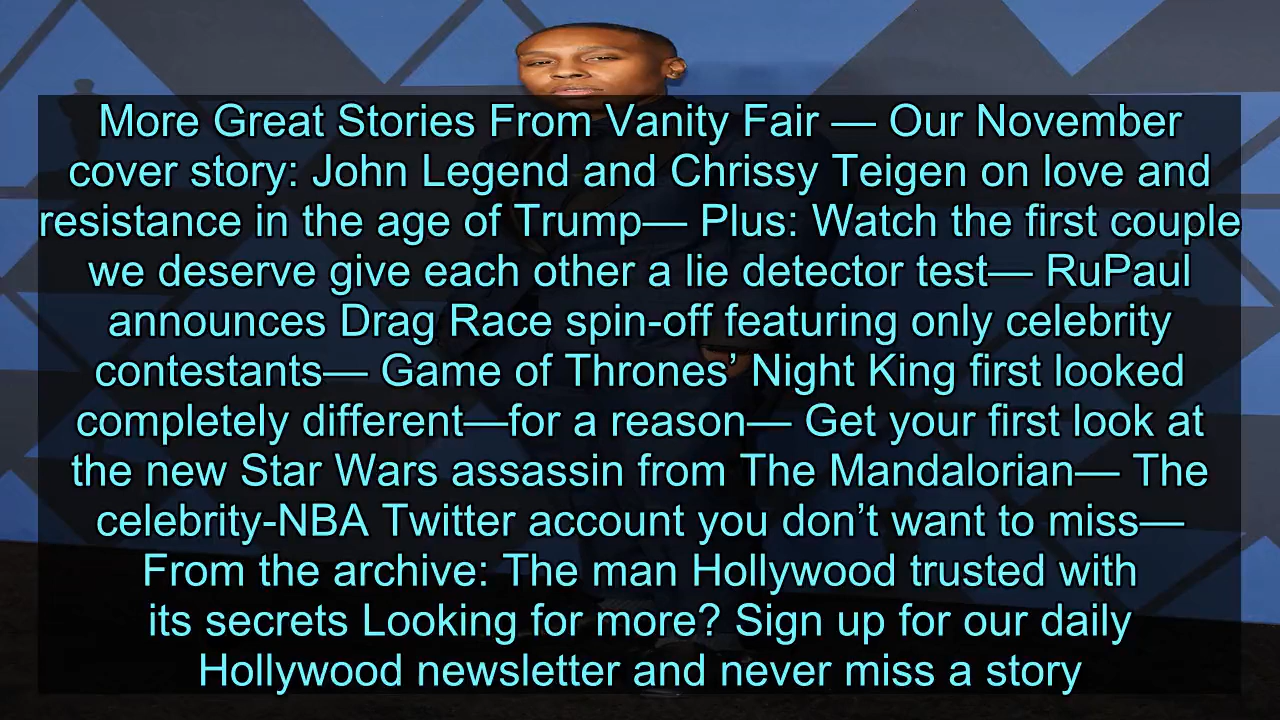 More Great Stories From Vanity Fair — Our November
cover story: John Legend and Chrissy Teigen on love and
resistance in the age of Trump— Plus: Watch the first couple
we deserve give each other a lie detector test— RuPaul
announces Drag Race spin-off featuring only celebrity
contestants— Game of Thrones’ Night King first looked
completely different—for a reason— Get your first look at
the new Star Wars assassin from The Mandalorian— The
celebrity-NBA Twitter account you don’t want to miss—
From the archive: The man Hollywood trusted with
its secrets Looking for more? Sign up for our daily
Hollywood newsletter and never miss a story